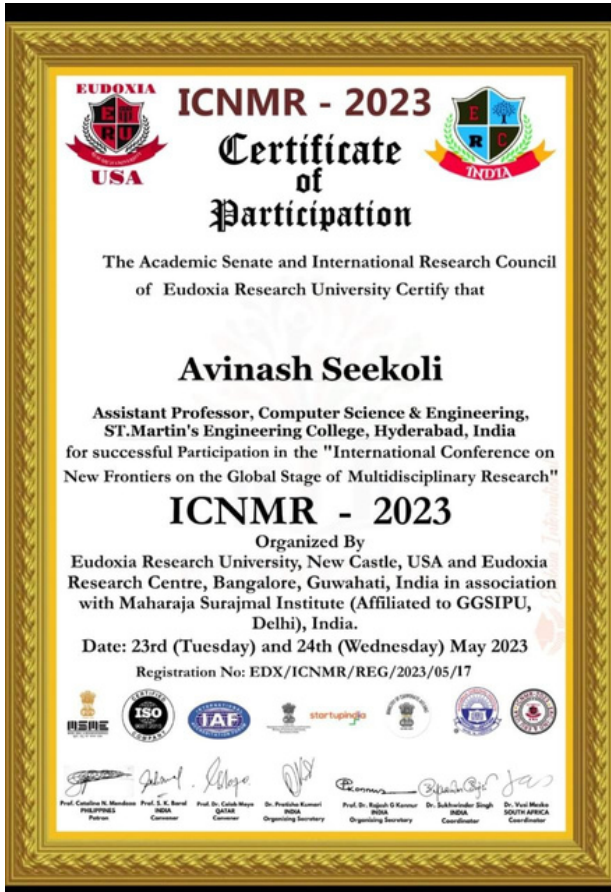 EUDOXIA
E R U
USA
ICNMR - 2023
E R C
INDIA
Certificate
of
Participation
The Academic Senate and International Research Council
of Eudoxia Research University Certify that
Avinash Seekoli
Assistant Professor, Computer Science & Engineering,
ST.Martin's Engineering College, Hyderabad, India
for successful Participation in the "International Conference on
New Frontiers on the Global Stage of Multidisciplinary Research"
ICNMR - 2023
Organized By
Eudoxia Research University, New Castle, USA and Eudoxia
Research Centre, Bangalore, Guwahati, India in association
with Maharaja Surajmal Institute (Affiliated to GGSIPU,
Delhi), India.
Date: 23rd (Tuesday) and 24th (Wednesday) May 2023
Registration No: EDX/ICNMR/REG/2023/05/17
MSME
CERTIFIED
ISO
COMPANY
IAF
startupindia
Prof. Catalino N. Mendoza
PHILIPPINES
Patron
Prof. S. K. Baral
INDIA
Convener
Prof. Dr. Caleb Moyo
QATAR
Convener
Dr. Pratisha Kumari
INDIA
Organising Secretary
Prof. Dr. Rajesh G Konnur
INDIA
Organising Secretary
Dr. Sukhwinder Singh
INDIA
Coordinator
Dr. Vusi Mncube
SOUTH AFRICA
Coordinator